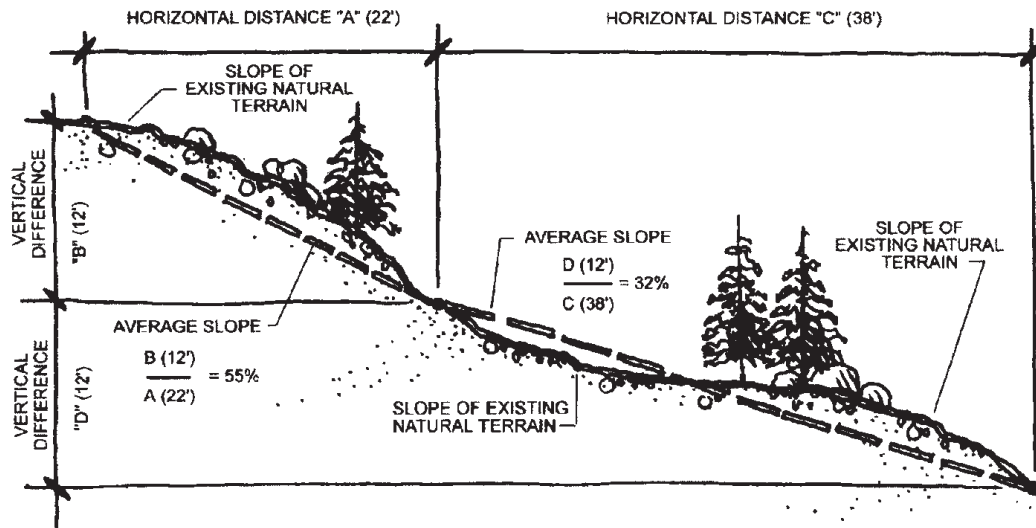 HORIZONTAL DISTANCE "A" (22')
HORIZONTAL DISTANCE "C" (38')
SLOPE OF
EXISTING NATURAL
TERRAIN
VERTICAL
DIFFERENCE
"B" (12')
AVERAGE SLOPE
D (12')
C (38')
= 32%
SLOPE OF
EXISTING NATURAL
TERRAIN
AVERAGE SLOPE
B (12')
A (22')
= 55%
VERTICAL
DIFFERENCE
"D" (12')
SLOPE OF EXISTING
NATURAL TERRAIN